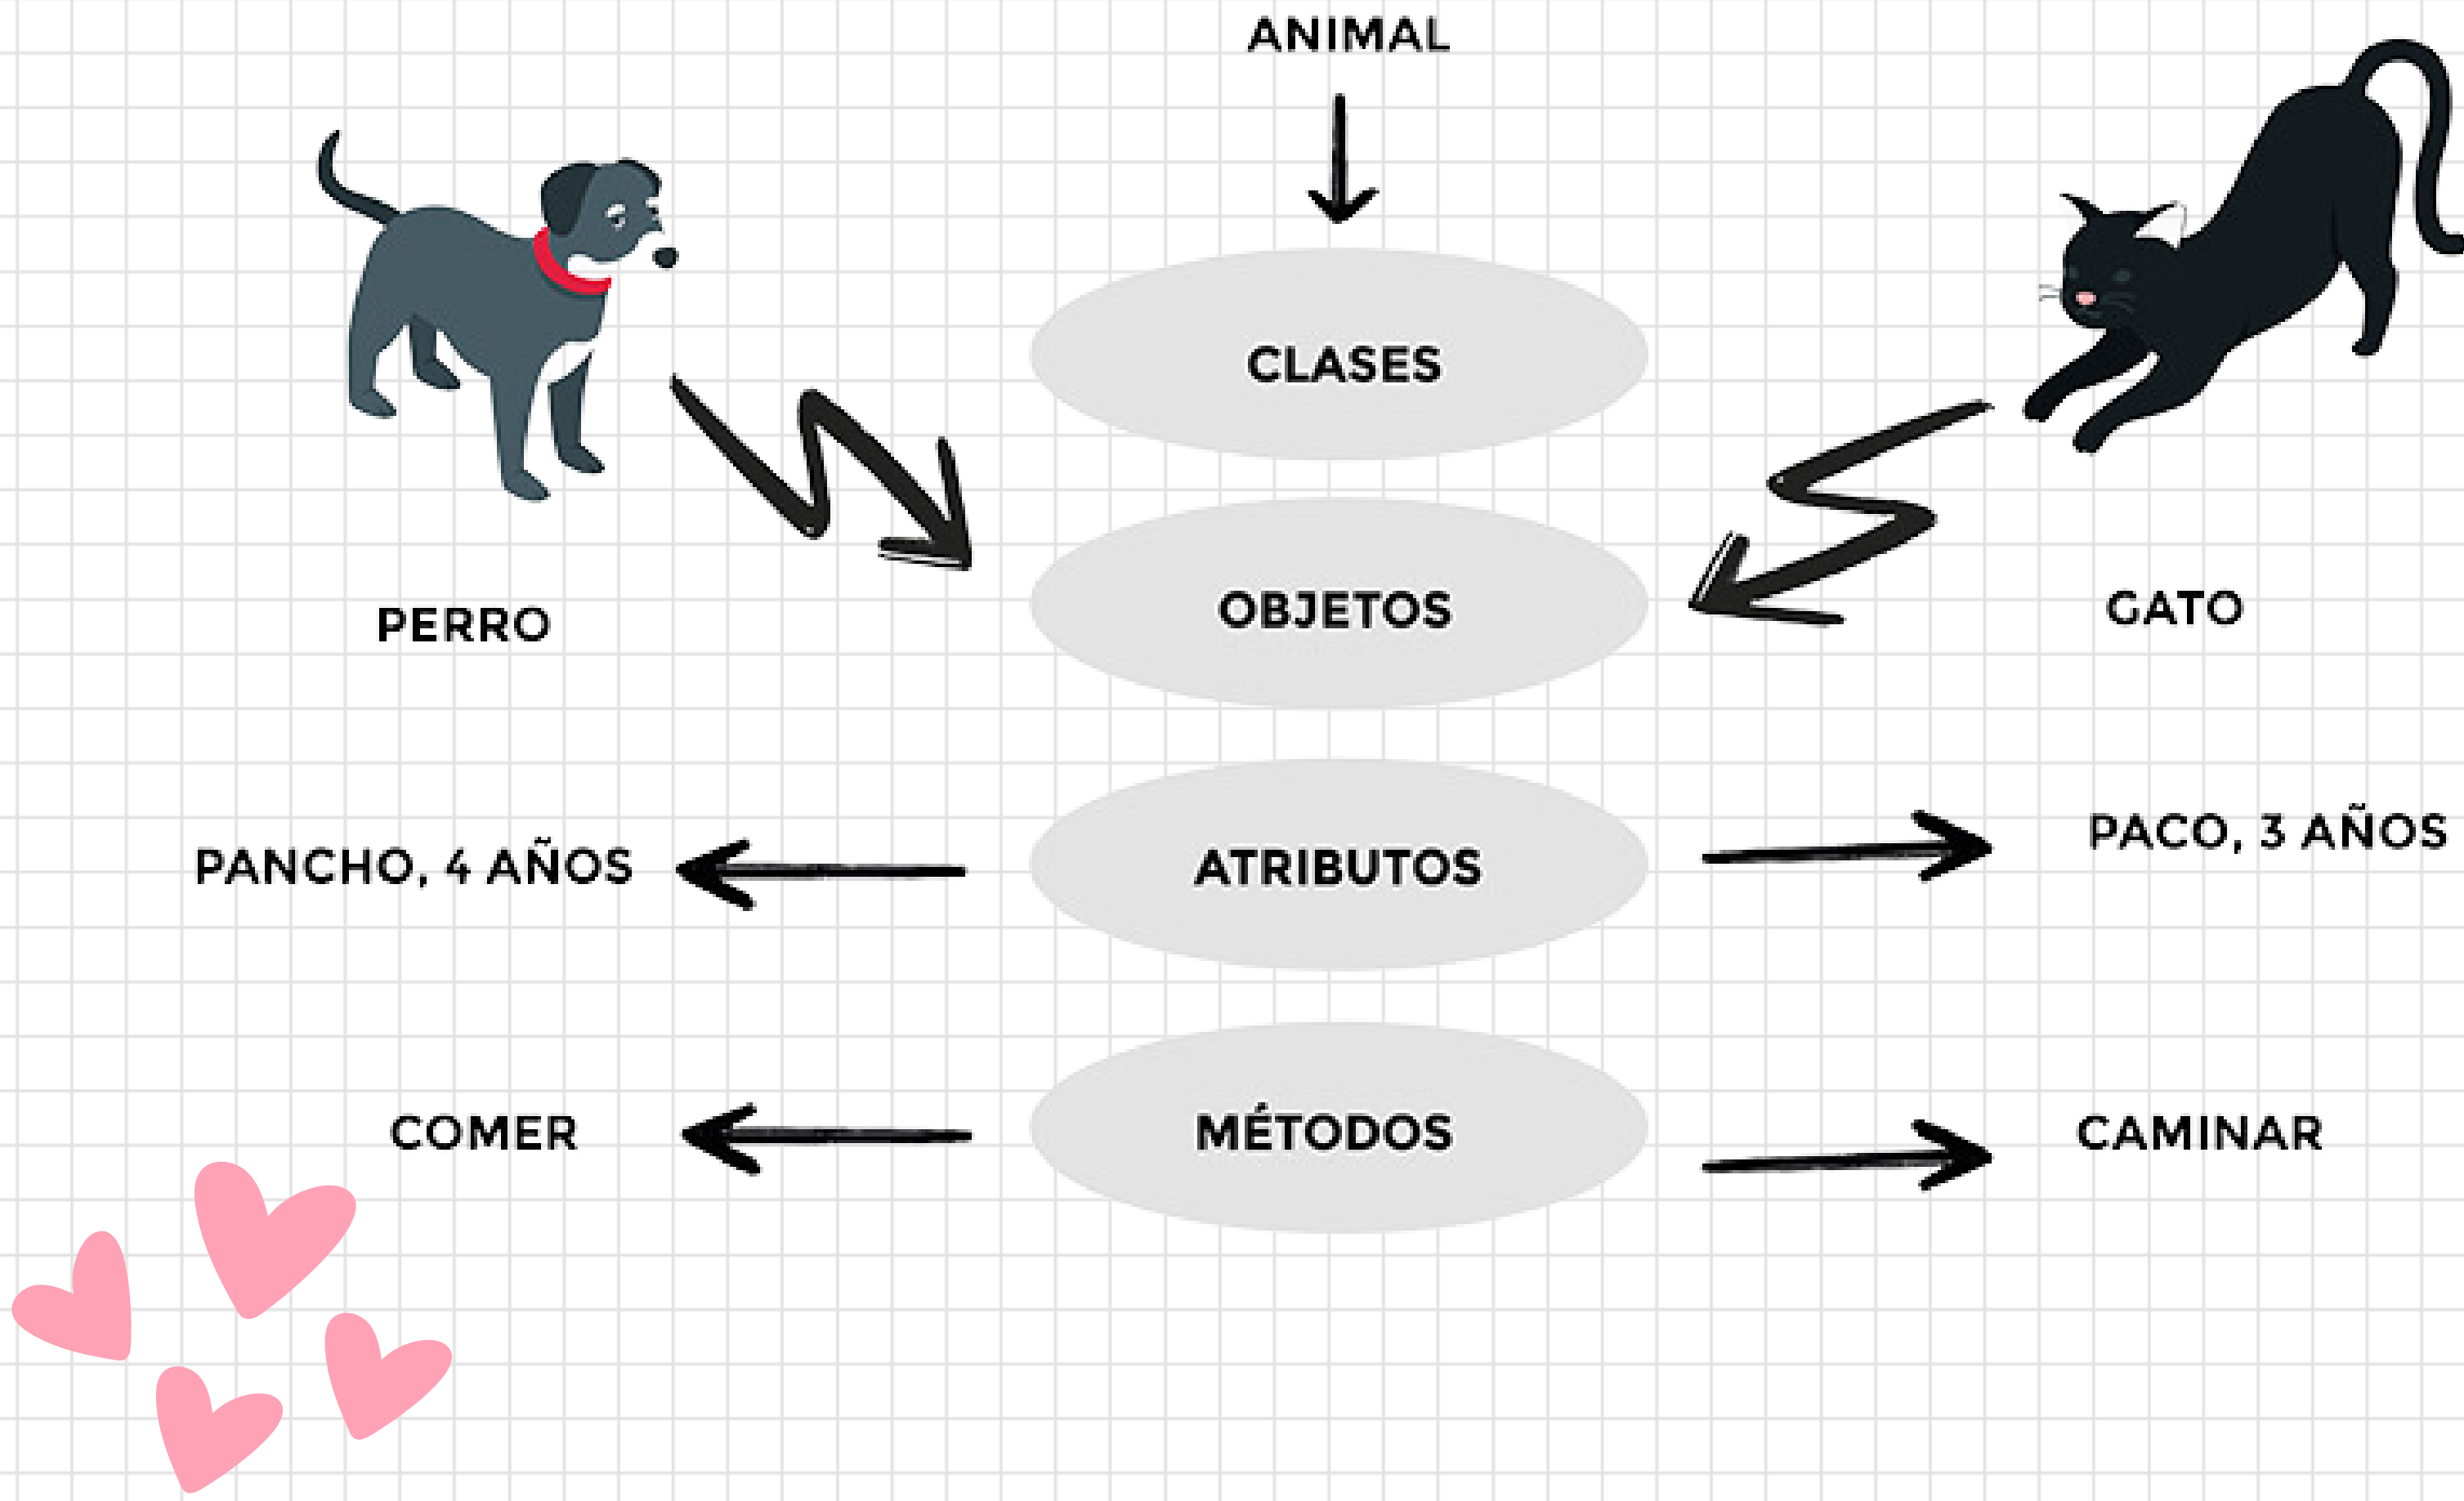 ANIMAL
CLASES
OBJETOS
PERRO
GATO
ATRIBUTOS
PANCHO, 4 AÑOS
PACO, 3 AÑOS
MÉTODOS
COMER
CAMINAR